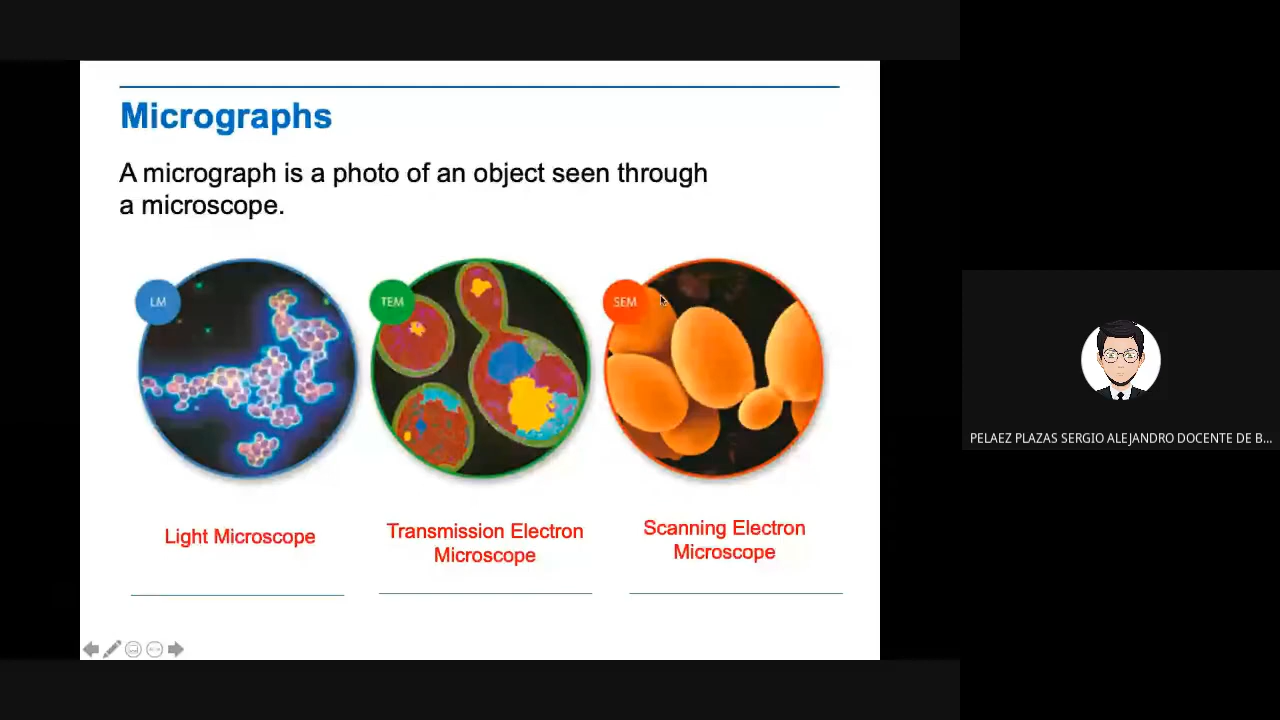 Micrographs
A micrograph is a photo of an object seen through
a microscope.
LM
TEM
SEM
Light Microscope
Transmission Electron
Microscope
Scanning Electron
Microscope
PELAEZ PLAZAS SERGIO ALEJANDRO DOCENTE DE B...